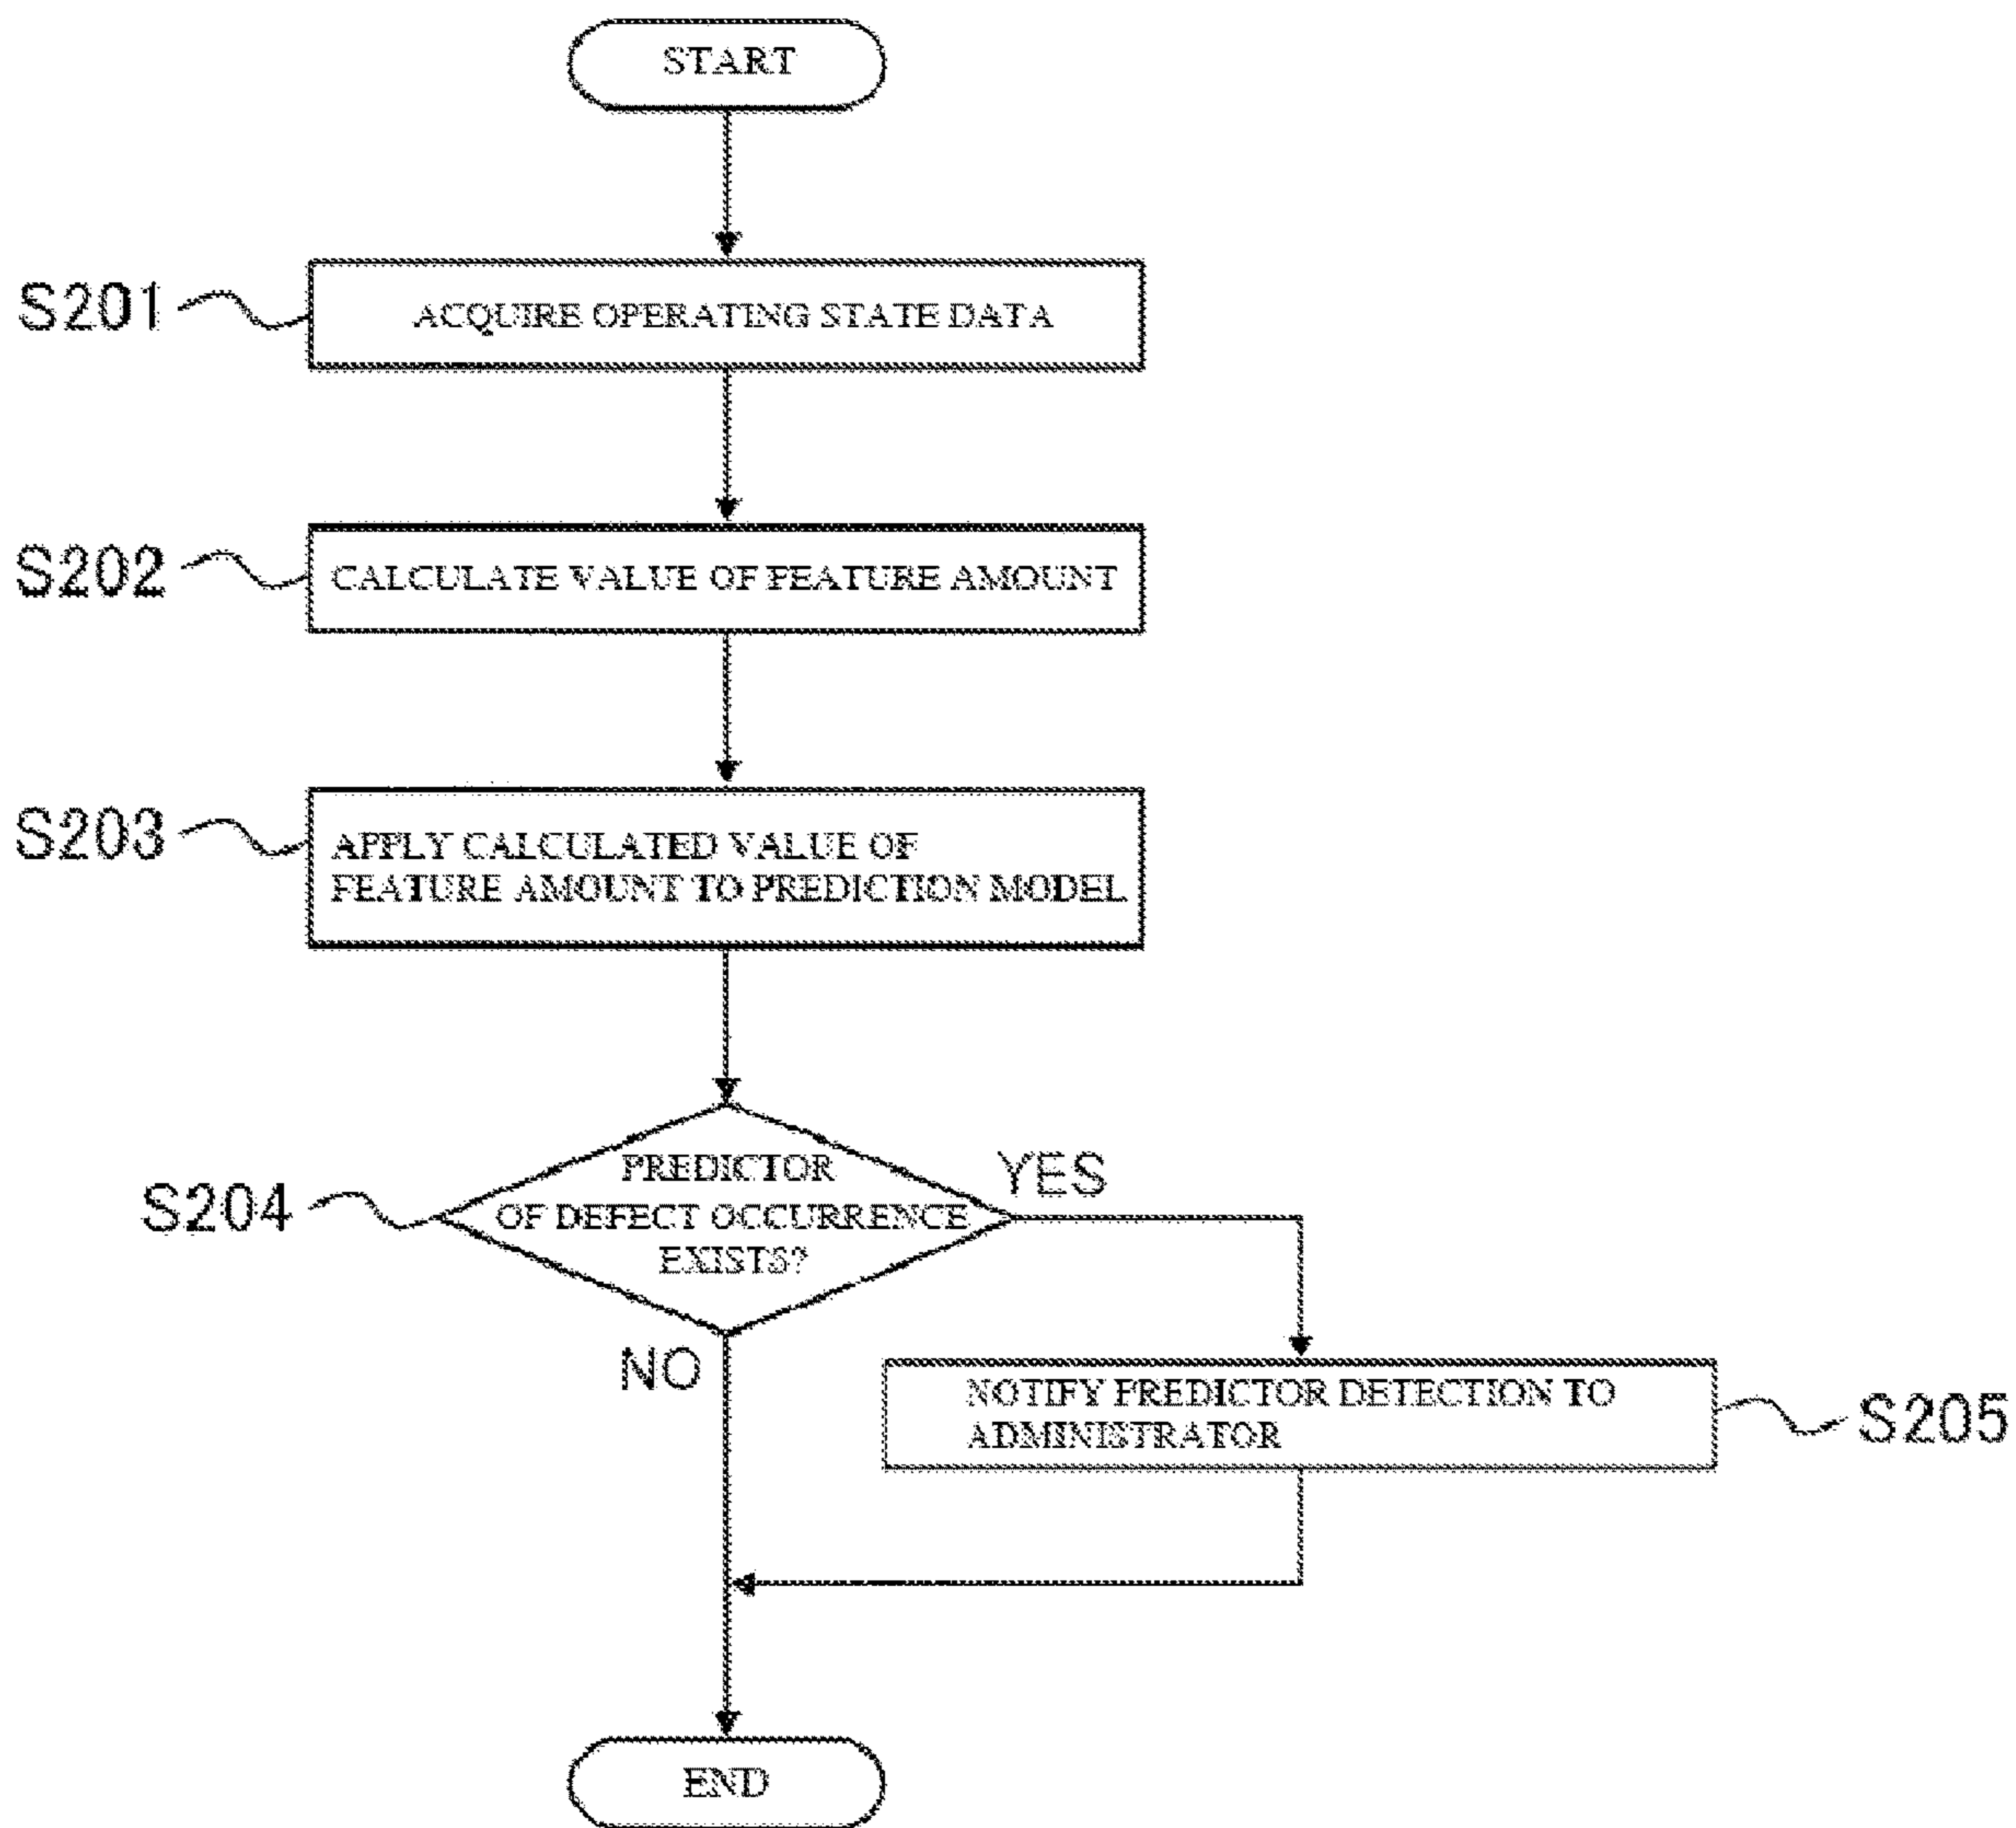 START
S201
ACQUIRE OPERATING STATE DATA
S202
CALCULATE VALUE OF FEATURE AMOUNT
S203
APPLY CALCULATED VALUE OF
FEATURE AMOUNT TO PREDICTION MODEL
S204
PREDICTOR
OF DEFECT OCCURRENCE
EXISTS?
YES
NO
NOTIFY PREDICTOR DETECTION TO
ADMINISTRATOR
S205
END